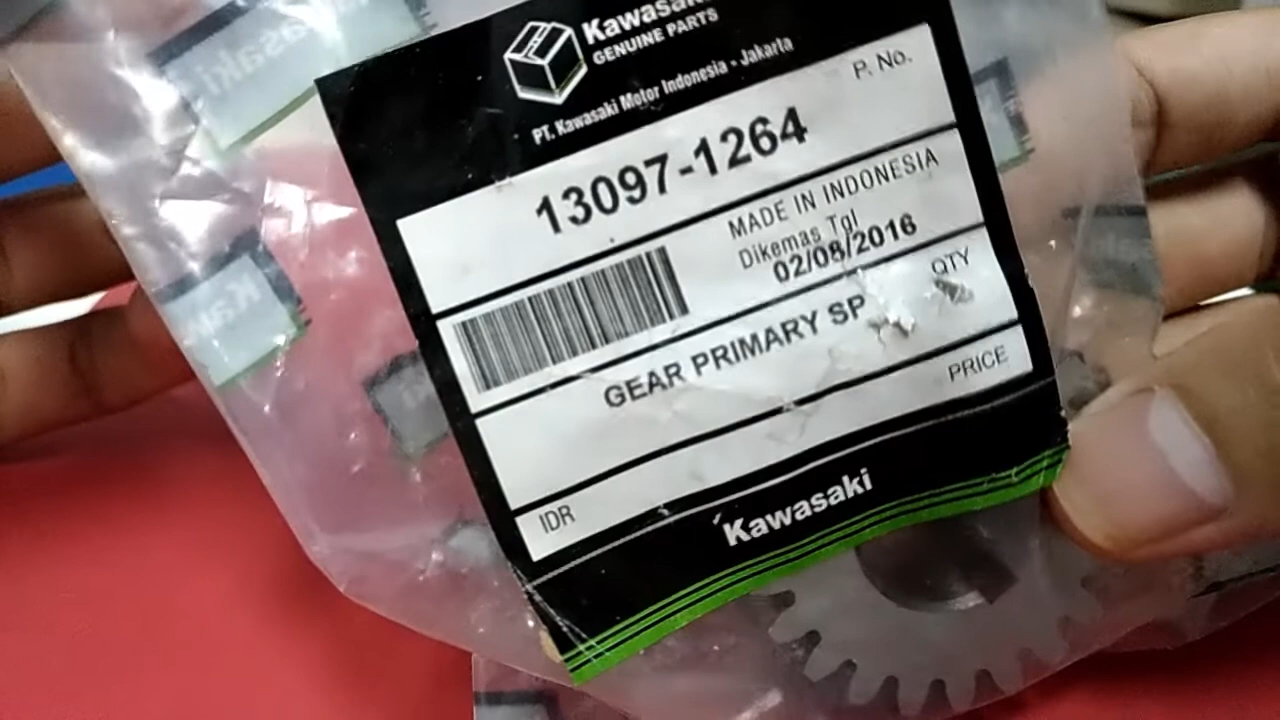 Kawasaki
GENUINE PARTS
PT. Kawasaki Motor Indonesia - Jakarta
P. No.
13097-1264
MADE IN INDONESIA
Dikemas Tgl
02/08/2016
GEAR PRIMARY SP
QTY
PRICE
IDR
Kawasaki